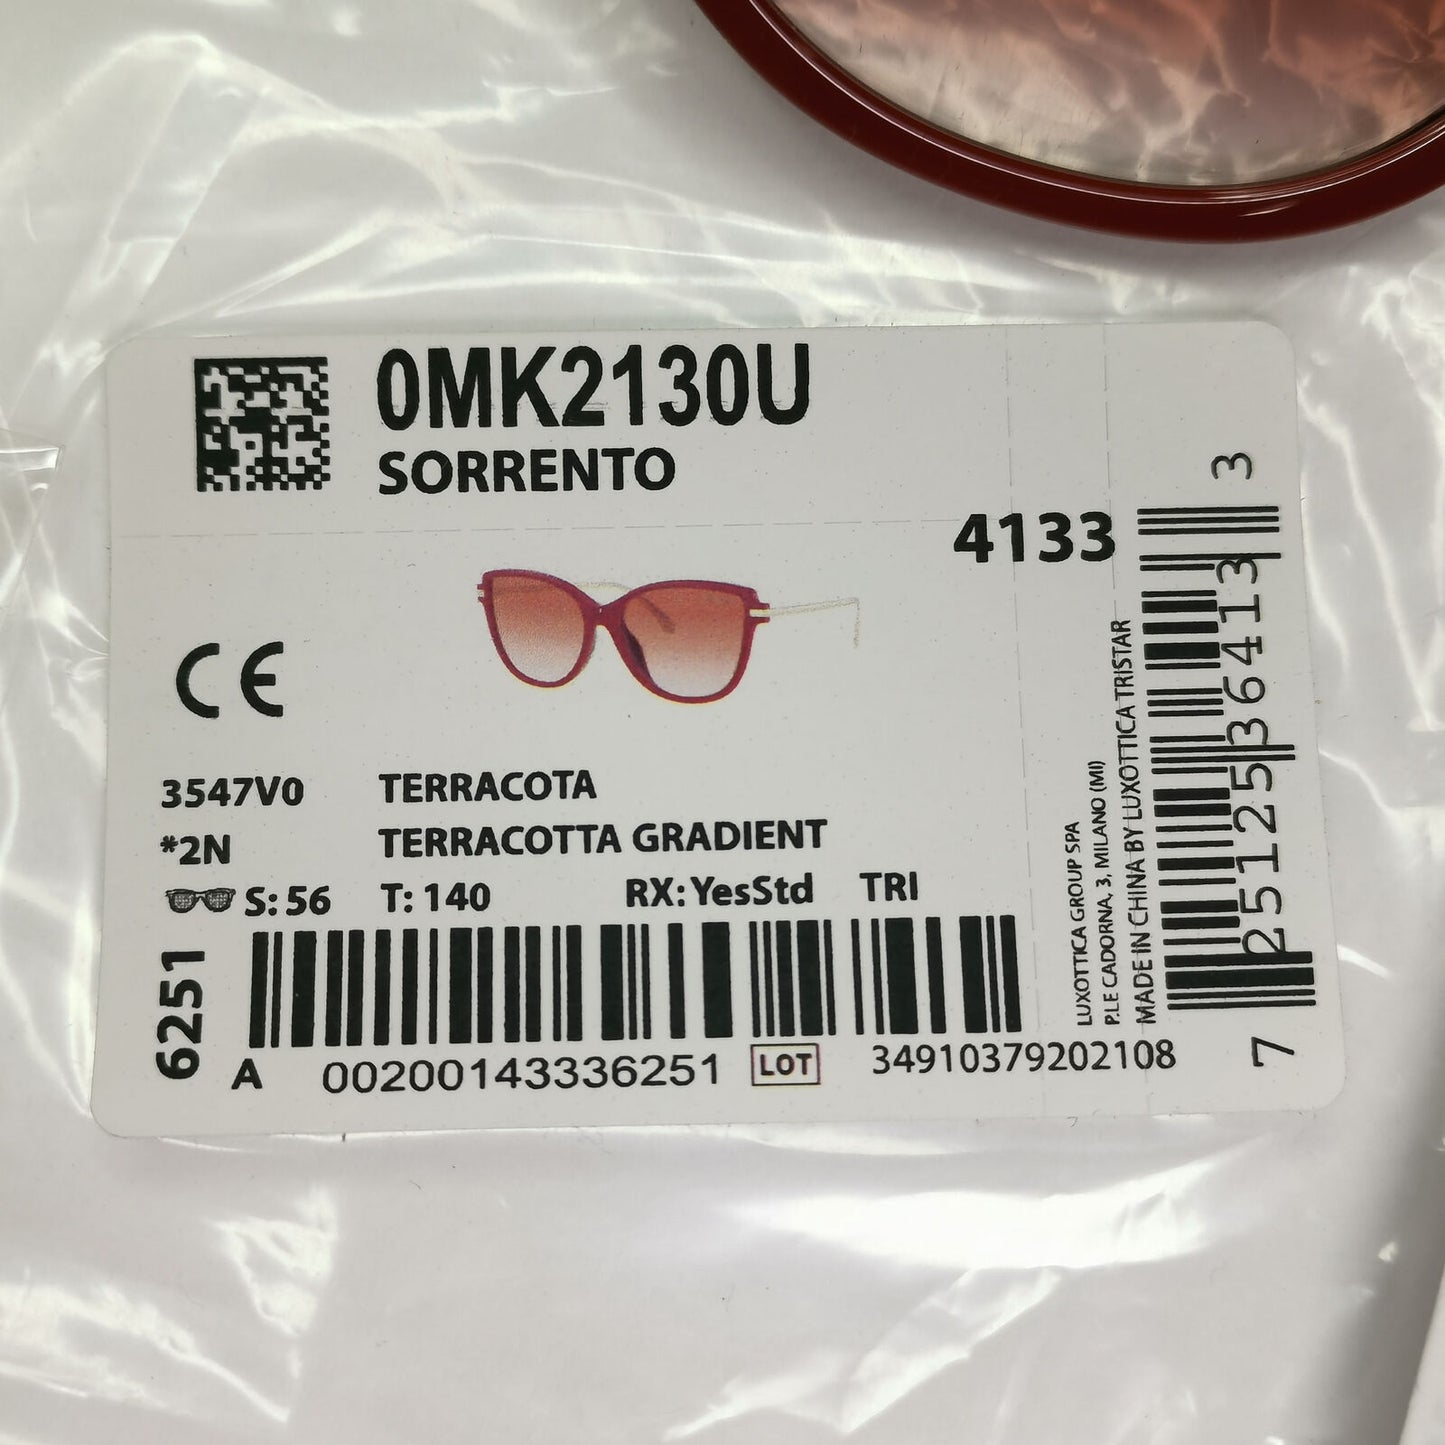 0MK2130U
SORRENTO
4133
CE
3547V0 TERRACOTA
*2N TERRACOTTA GRADIENT
S: 56 T: 140 RX: YesStd TRI
6251
A 00200143336251 LOT 34910379202108
LUXOTTICA GROUP SPA
P.LE CADORNA, 3, MILANO (MI)
MADE IN CHINA BY LUXOTTICA TRISTAR
7 25125 36413 3